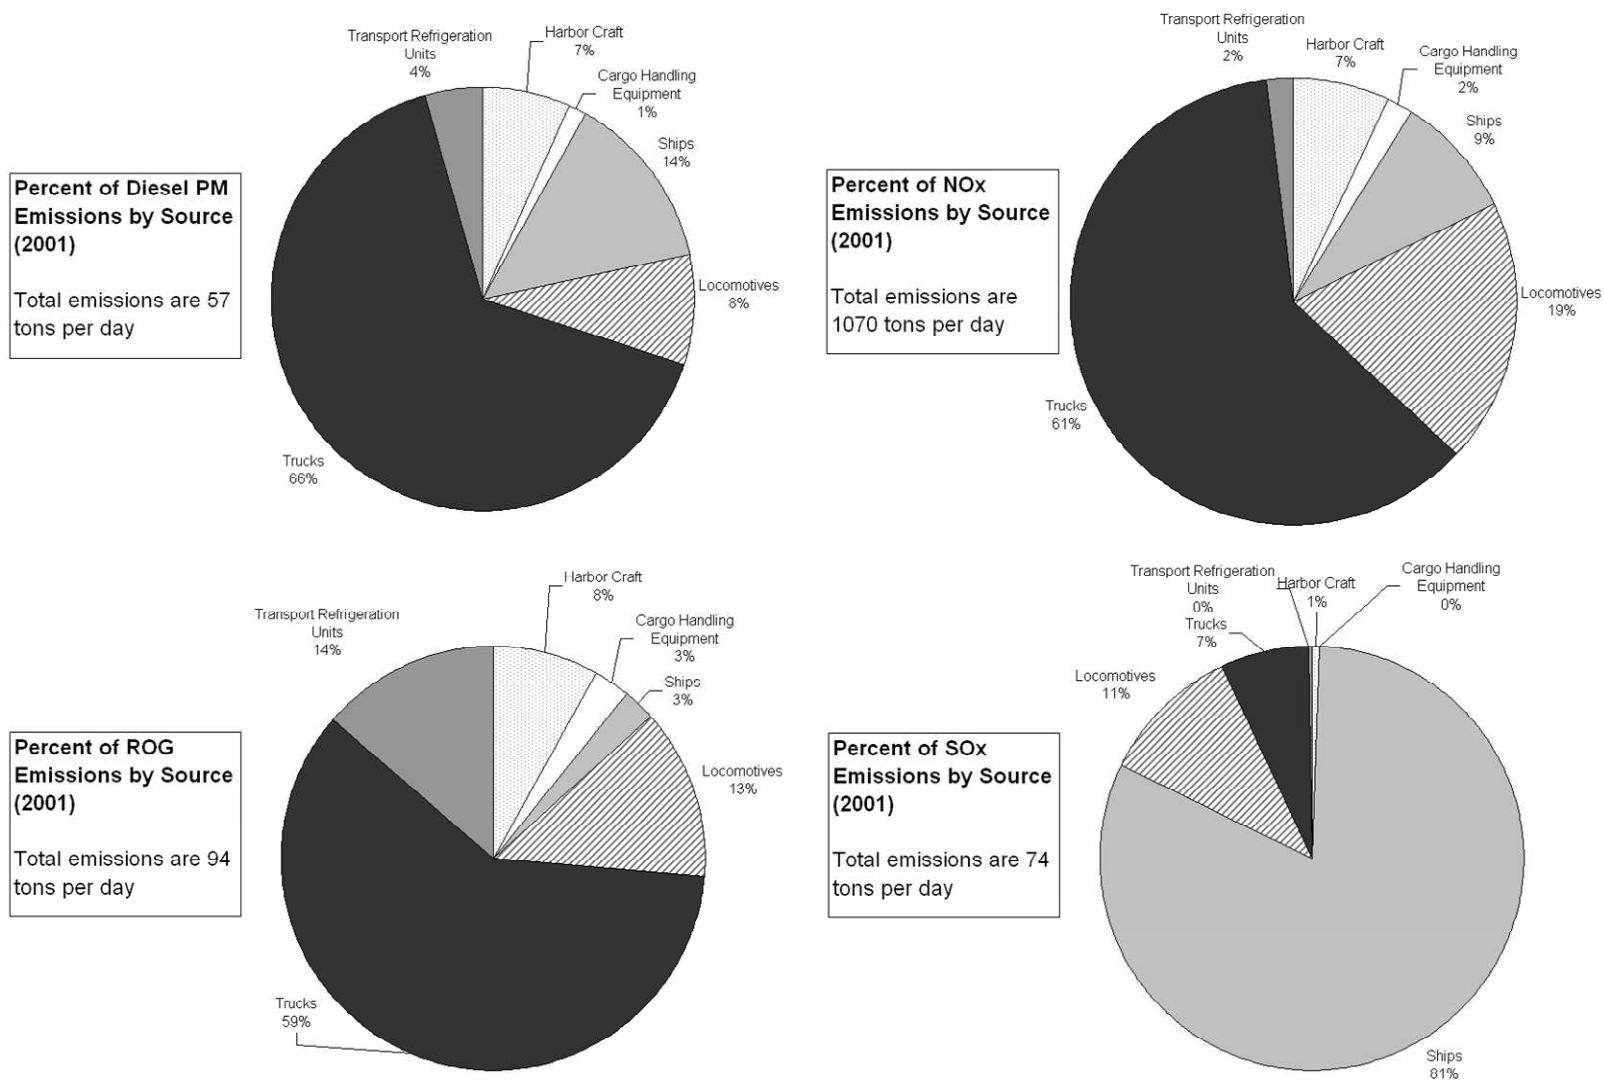 Percent of Diesel PM
Emissions by Source
(2001)
Total emissions are 57
tons per day
Transport Refrigeration
Units
4%
Harbor Craft
7%
Cargo Handling
Equipment
1%
Ships
14%
Locomotives
8%
Trucks
66%
Percent of NOx
Emissions by Source
(2001)
Total emissions are
1070 tons per day
Transport Refrigeration
Units
2%
Harbor Craft
7%
Cargo Handling
Equipment
2%
Ships
9%
Locomotives
19%
Trucks
61%
Percent of ROG
Emissions by Source
(2001)
Total emissions are 94
tons per day
Transport Refrigeration
Units
14%
Harbor Craft
8%
Cargo Handling
Equipment
3%
Ships
3%
Locomotives
13%
Trucks
59%
Percent of SOx
Emissions by Source
(2001)
Total emissions are 74
tons per day
Transport Refrigeration
Units
0%
Harbor Craft
1%
Cargo Handling
Equipment
0%
Trucks
7%
Locomotives
11%
Ships
81%